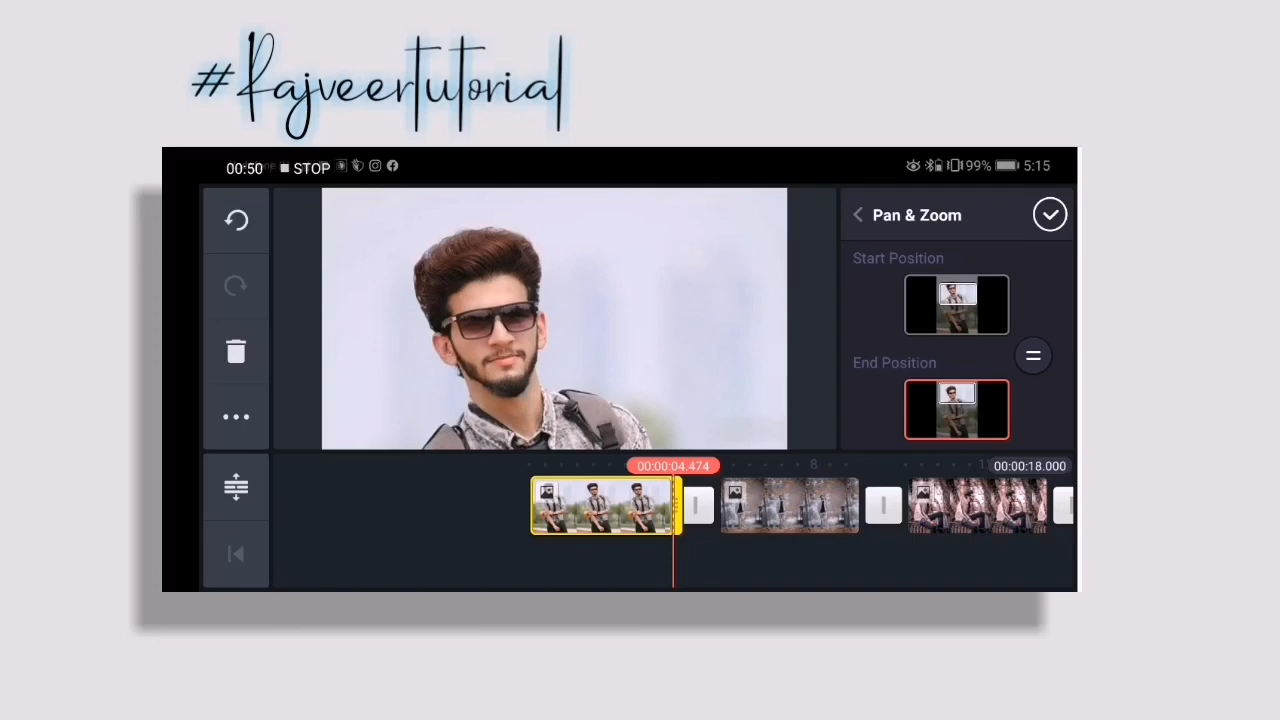 #Rajveertutorial
00:50 STOP 99% 5:15
Pan & Zoom
Start Position
End Position
00:00:04.474 8 00:00:18.000